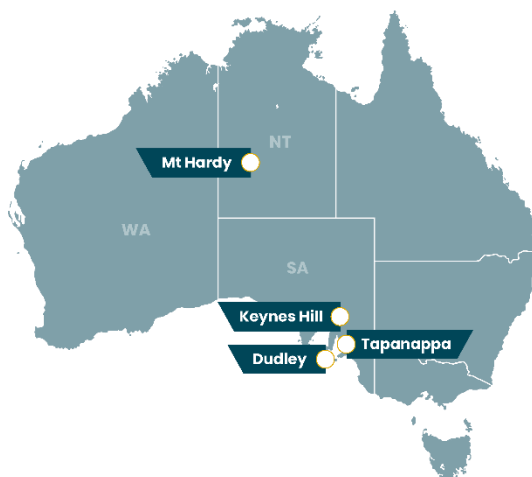 NT
Mt Hardy
WA
SA
Keynes Hill
Tapanappa
Dudley